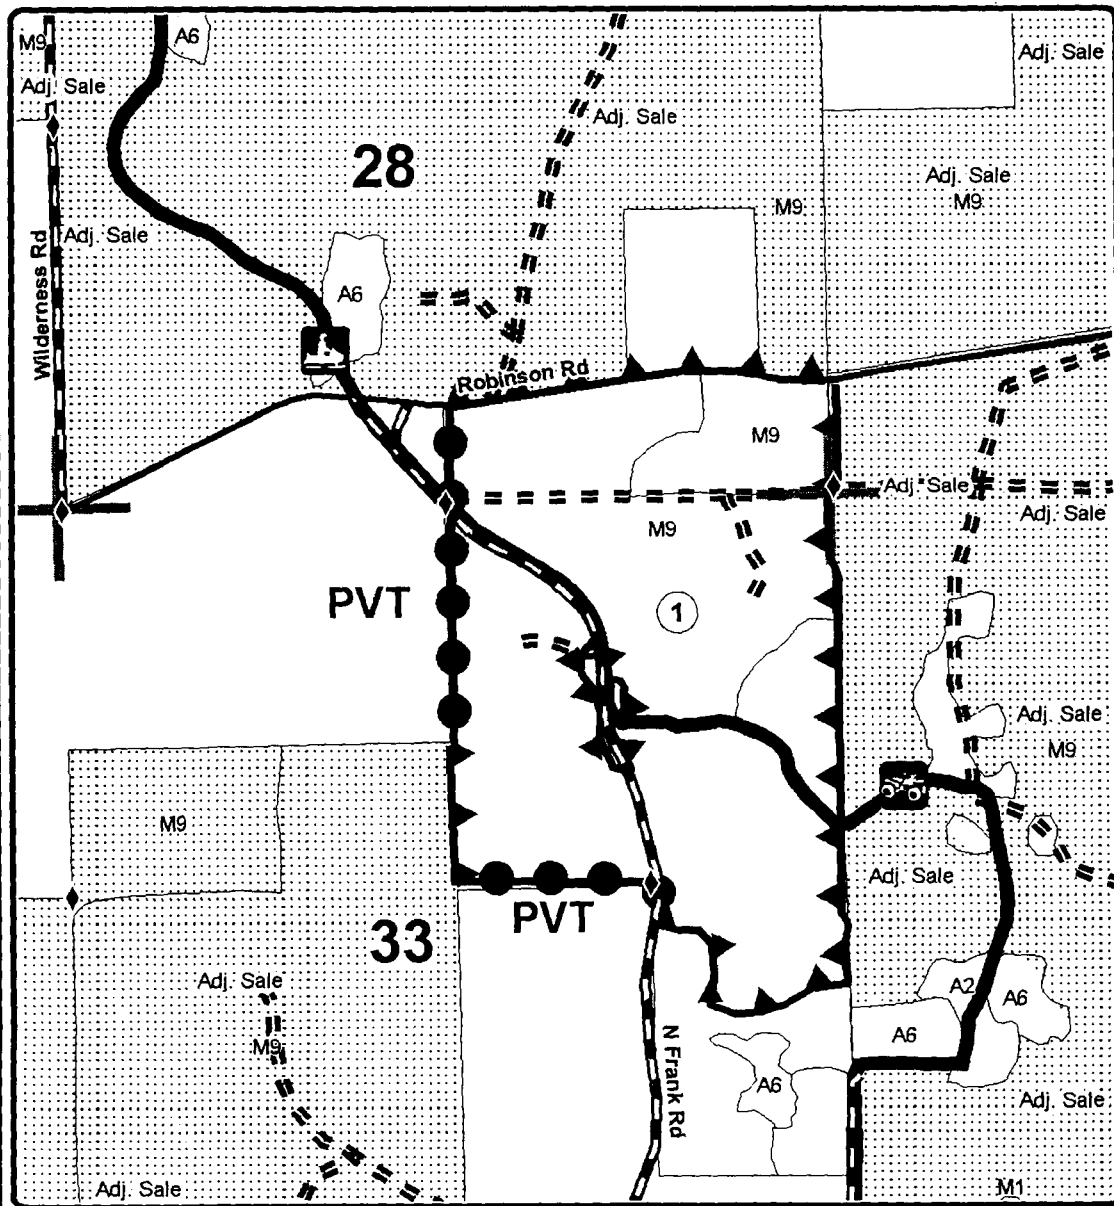 M9
A6
Adj. Sale
Adj. Sale
Adj. Sale
28
Adj. Sale
M9
M9
Adj. Sale
Wilderness Rd
A6
Robinson Rd
M9
Adj. Sale
M9
Adj. Sale
PVT
1
Adj. Sale
M9
M9
Adj. Sale
33
PVT
Adj. Sale
A2
A6
A6
M9
N Frank Rd
A6
Adj. Sale
Adj. Sale
M1